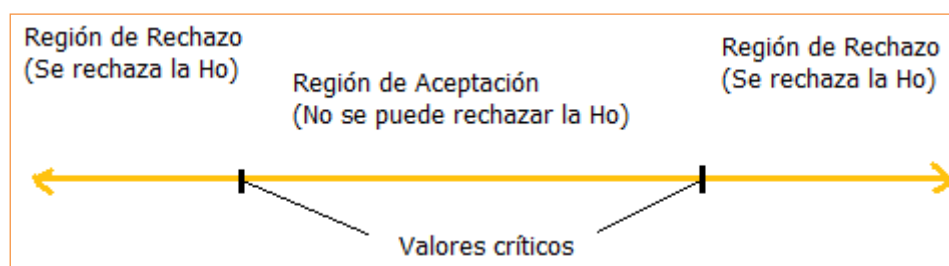 Región de Rechazo
(Se rechaza la Ho)
Región de Aceptación
(No se puede rechazar la Ho)
Región de Rechazo
(Se rechaza la Ho)
Valores críticos